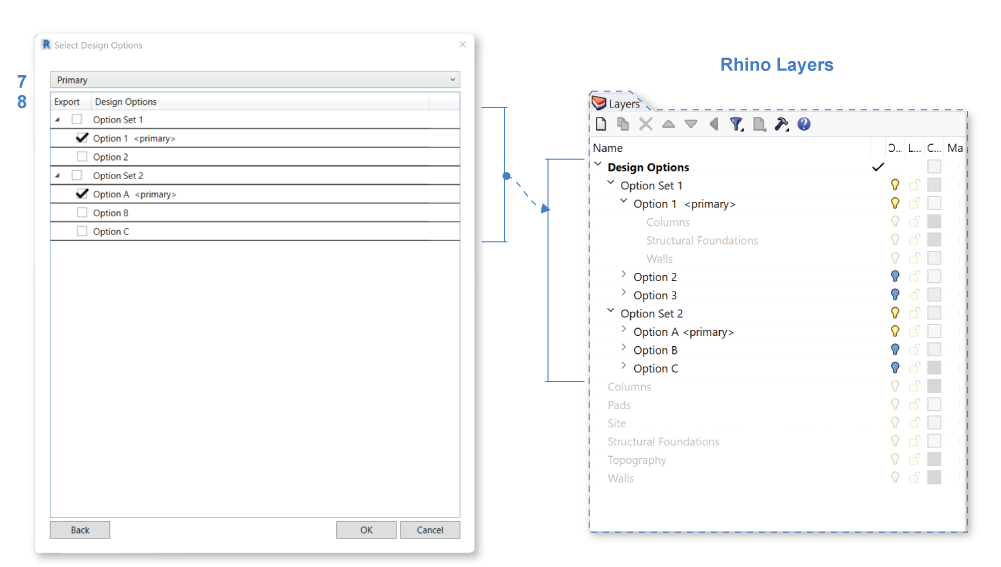 R Select Design Options
7
Primary
8
Export Design Options
Option Set 1
Option 1 <primary>
Option 2
Option Set 2
Option A <primary>
Option B
Option C
Back OK Cancel
Rhino Layers
Layers
Name O.. L... C... Ma
Design Options
Option Set 1
Option 1 <primary>
Columns
Structural Foundations
Walls
Option 2
Option 3
Option Set 2
Option A <primary>
Option B
Option C
Columns
Pads
Site
Structural Foundations
Topography
Walls